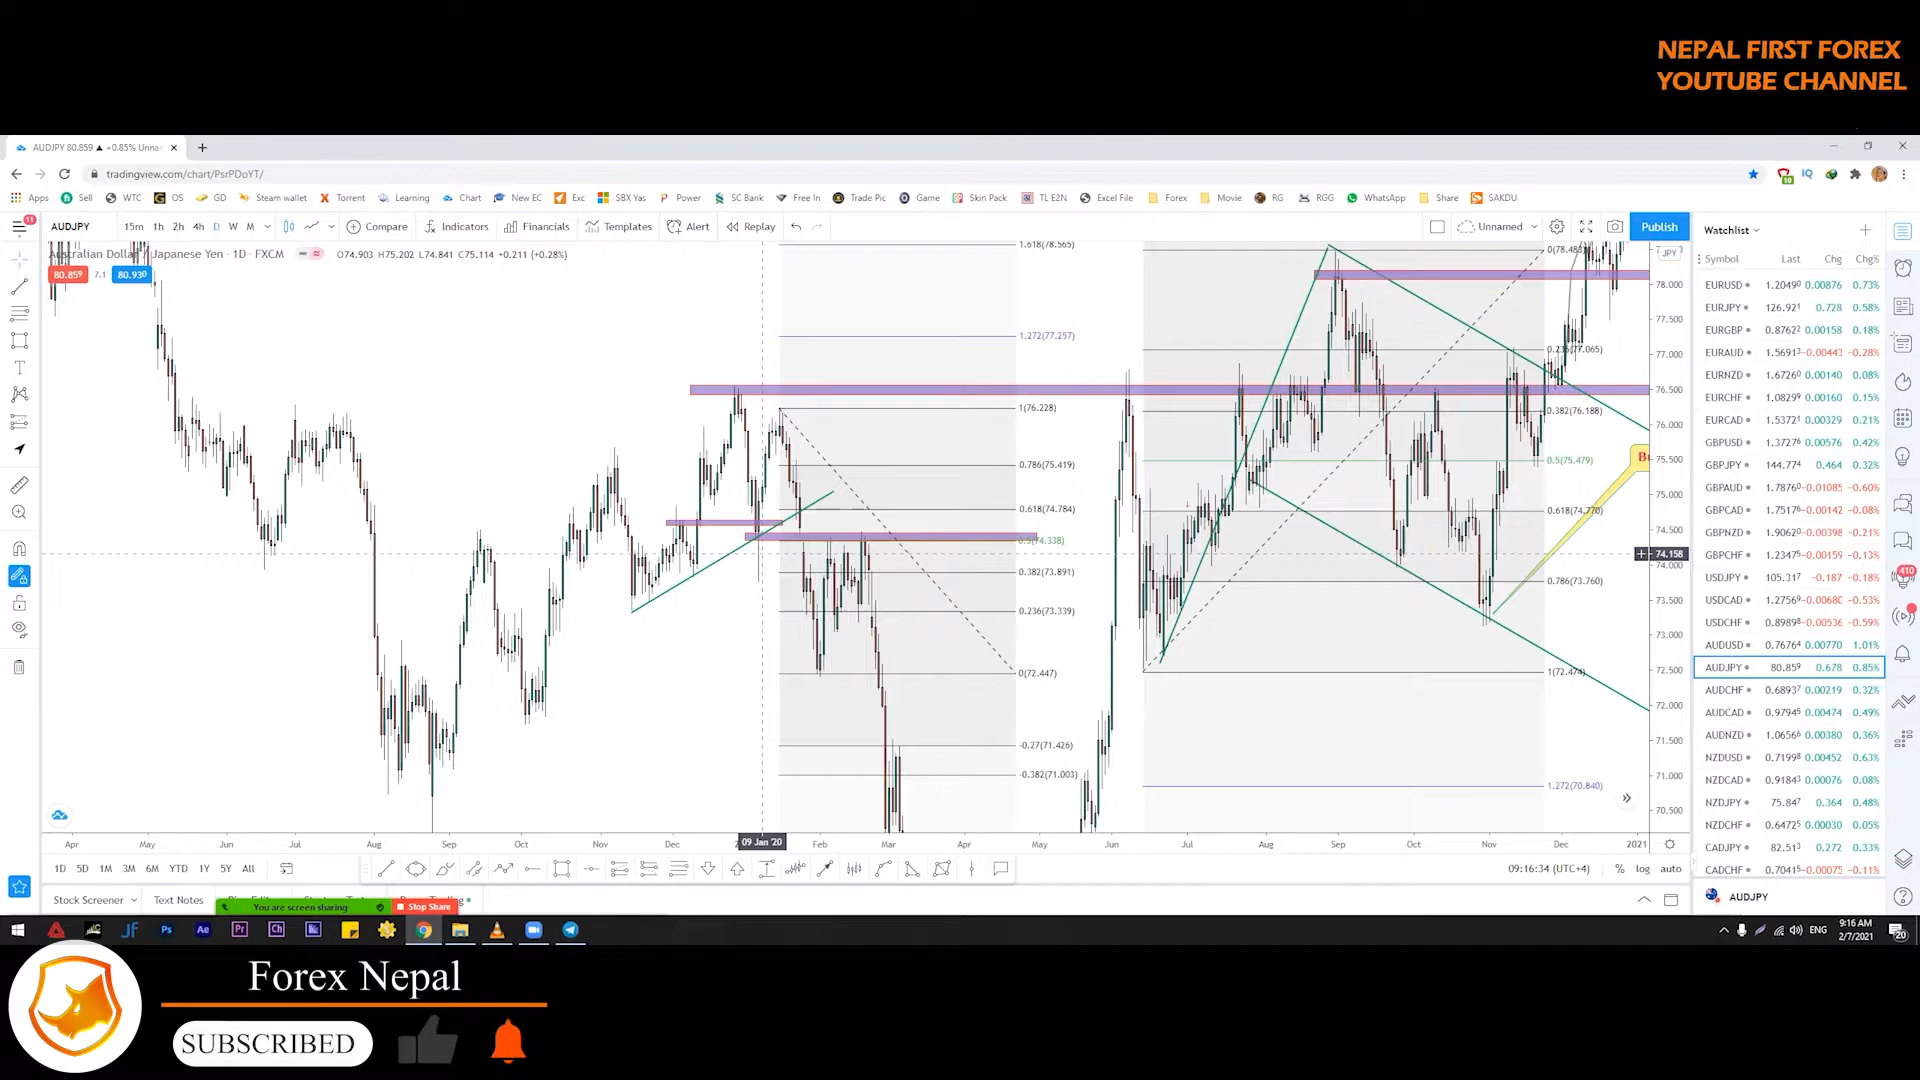 NEPAL FIRST FOREX
YOUTUBE CHANNEL
AUDJPY 80.859 ▲ +0.85% Unna
tradingview.com/chart/PsrPDoYT/
Apps Sell WTC OS GD Steam wallet Torrent Learning Chart New EC Exc SBX Yas Power SC Bank Free In Trade Pic Game Skin Pack TL E2N Excel File Forex Movie RG RGG WhatsApp Share SAKDU
11 AUDJPY 15m 1h 2h 4h D W M Compare Indicators Financials Templates Alert Replay Unnamed Publish
Australian Dollar / Japanese Yen · 1D · FXCM O74.903 H75.202 L74.841 C75.114 +0.211 (+0.28%)
80.859 7.1 80.930
1.618(78.565)
1.272(77.257)
1(76.228)
0.786(75.419)
0.618(74.784)
0.5(74.338)
0.382(73.891)
0.236(73.339)
0(72.447)
-0.27(71.426)
-0.382(71.003)
0(78.483)
0.236(77.065)
0.382(76.188)
0.5(75.479)
0.618(74.770)
0.786(73.760)
1(72.474)
1.272(70.840)
JPY
78.000
77.500
77.000
76.500
76.000
75.500
75.000
74.500
74.158
74.000
73.500
73.000
72.500
72.000
71.500
71.000
70.500
Apr May Jun Jul Aug Sep Oct Nov Dec 09 Jan '20 Feb Mar Apr May Jun Jul Aug Sep Oct Nov Dec 2021
1D 5D 1M 3M 6M YTD 1Y 5Y All 09:16:34 (UTC+4) % log auto
Stock Screener Text Notes
You are screen sharing Stop Share
Watchlist
Symbol Last Chg Chg%
EURUSD 1.20490 0.00876 0.73%
EURJPY 126.921 0.728 0.58%
EURGBP 0.87622 0.00158 0.18%
EURAUD 1.56913 -0.00443 -0.28%
EURNZD 1.67260 0.00140 0.08%
EURCHF 1.08299 0.00160 0.15%
EURCAD 1.53721 0.00329 0.21%
GBPUSD 1.37276 0.00576 0.42%
GBPJPY 144.774 0.464 0.32%
GBPAUD 1.78760 -0.01085 -0.60%
GBPCAD 1.75176 -0.00142 -0.08%
GBPNZD 1.90620 -0.00398 -0.21%
GBPCHF 1.23475 -0.00159 -0.13%
USDJPY 105.317 -0.187 -0.18%
USDCAD 1.27569 -0.00680 -0.53%
USDCHF 0.89898 -0.00536 -0.59%
AUDUSD 0.76764 0.00770 1.01%
AUDJPY 80.859 0.678 0.85%
AUDCHF 0.68937 0.00219 0.32%
AUDCAD 0.97945 0.00474 0.49%
AUDNZD 1.06566 0.00380 0.36%
NZDUSD 0.71998 0.00452 0.63%
NZDCAD 0.91843 0.00076 0.08%
NZDJPY 75.847 0.364 0.48%
NZDCHF 0.64725 0.00030 0.05%
CADJPY 82.513 0.272 0.33%
CADCHF 0.70415 -0.00075 -0.11%
AUDJPY
410
ENG
9:16 AM
2/7/2021
20
Forex Nepal
SUBSCRIBED